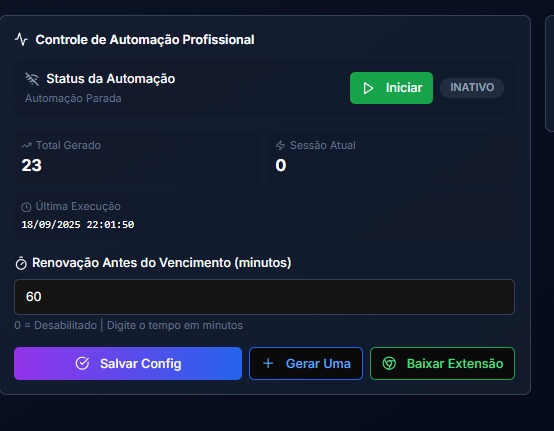 Controle de Automação Profissional
Status da Automação
Automação Parada
Iniciar
INATIVO
Total Gerado
23
Sessão Atual
0
Última Execução
18/09/2025 22:01:50
Renovação Antes do Vencimento (minutos)
60
0 = Desabilitado | Digite o tempo em minutos
Salvar Config
Gerar Uma
Baixar Extensão